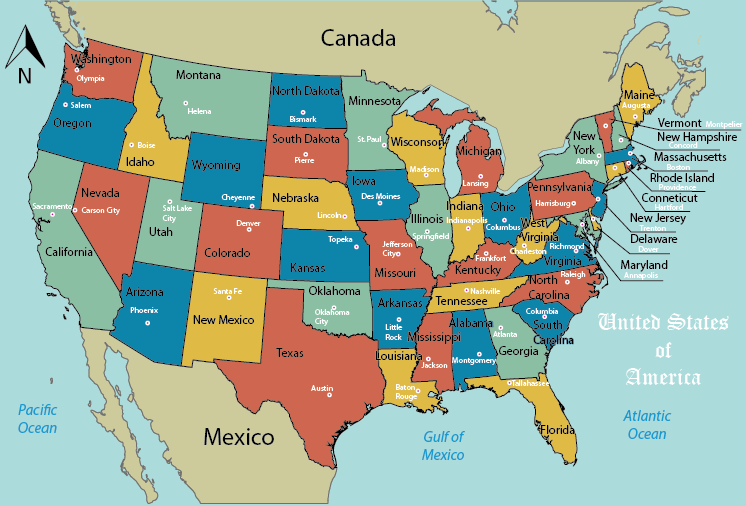 Canada
N
Washington
Olympia
Salem
Oregon
Montana
Helena
Boise
Idaho
Wyoming
Cheyenne
North Dakota
Bismark
South Dakota
Pierre
Minnesota
St. Paul
Wisconsin
Madison
Michigan
Lansing
Nebraska
Lincoln
Iowa
Des Moines
Illinois
Springfield
Indiana
Indianapolis
Ohio
Columbus
Pennsylvania
Harrisburg
New
York
Albany
Maine
Augusta
Vermont Montpelier
New Hampshire
Concord
Massachusetts
Boston
Rhode Island
Providence
Conneticut
Hartford
New Jersey
Trenton
Delaware
Dover
Maryland
Annapolis
West
Virginia
Charleston
Richmond
Virginia
Nevada
Carson City
Sacramento
California
Salt Lake
City
Utah
Denver
Colorado
Topeka
Kansas
Jefferson
City
Missouri
Frankfort
Kentucky
Nashville
Tennessee
North
Carolina
Raleigh
Columbia
South
Carolina
Arizona
Phoenix
Santa Fe
New Mexico
Oklahoma
Oklahoma
City
Arkansas
Little
Rock
Mississippi
Jackson
Alabama
Montgomery
Atlanta
Georgia
Texas
Austin
Louisiana
Baton
Rouge
Tallahassee
Florida
United States
of
America
Pacific
Ocean
Mexico
Gulf of
Mexico
Atlantic
Ocean